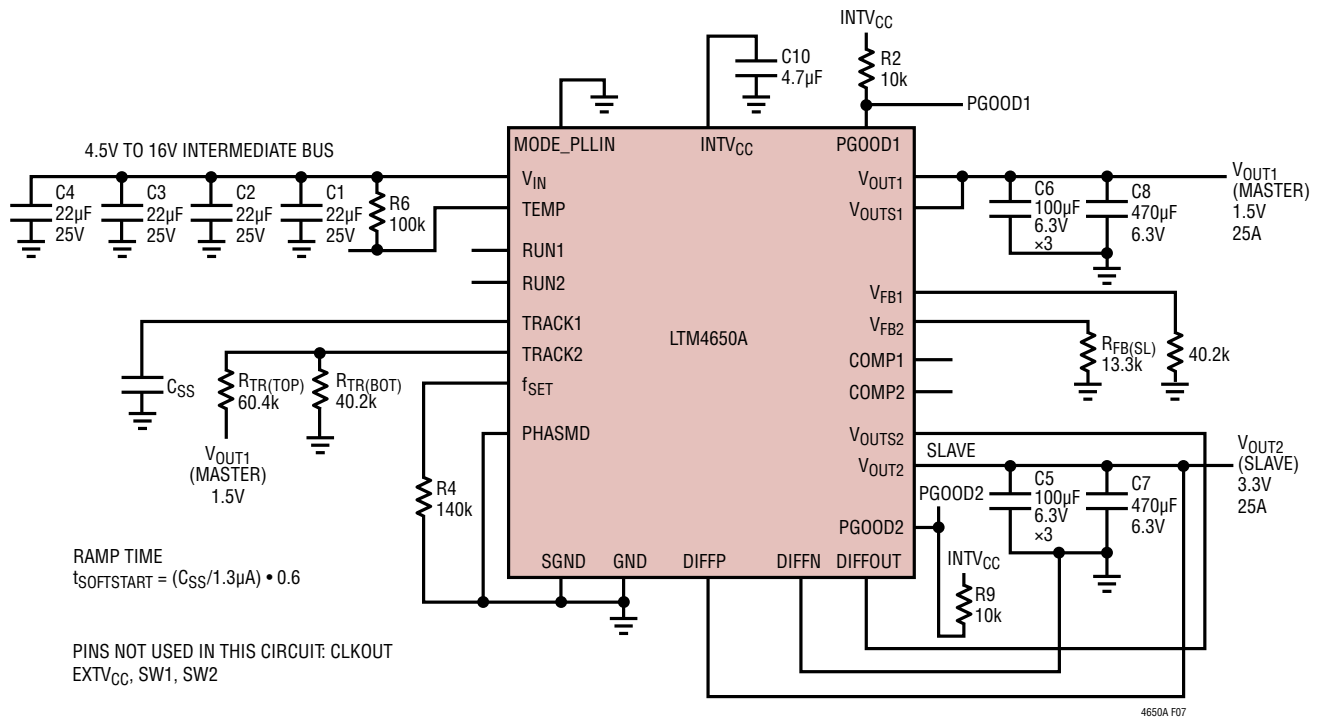 INTVCC
C10
4.7µF
R2
10k
PGOOD1
MODE_PLLIN
INTVCC
PGOOD1
4.5V TO 16V INTERMEDIATE BUS
C4
22µF
25V
C3
22µF
25V
C2
22µF
25V
C1
22µF
25V
R6
100k
VIN
TEMP
RUN1
RUN2
TRACK1
TRACK2
fSET
PHASMD
LTM4650A
VOUT1
VOUTS1
C6
100µF
6.3V
×3
C8
470µF
6.3V
VOUT1
(MASTER)
1.5V
25A
VFB1
VFB2
COMP1
COMP2
RFB(SL)
13.3k
40.2k
VOUTS2
VOUT2
SLAVE
PGOOD2
PGOOD2
C5
100µF
6.3V
×3
C7
470µF
6.3V
VOUT2
(SLAVE)
3.3V
25A
CSS
RTR(TOP)
60.4k
RTR(BOT)
40.2k
VOUT1
(MASTER)
1.5V
R4
140k
SGND
GND
DIFFP
DIFFN
DIFFOUT
INTVCC
R9
10k
RAMP TIME
tSOFTSTART = (CSS/1.3µA) • 0.6
PINS NOT USED IN THIS CIRCUIT: CLKOUT
EXTVCC, SW1, SW2
4650A F07